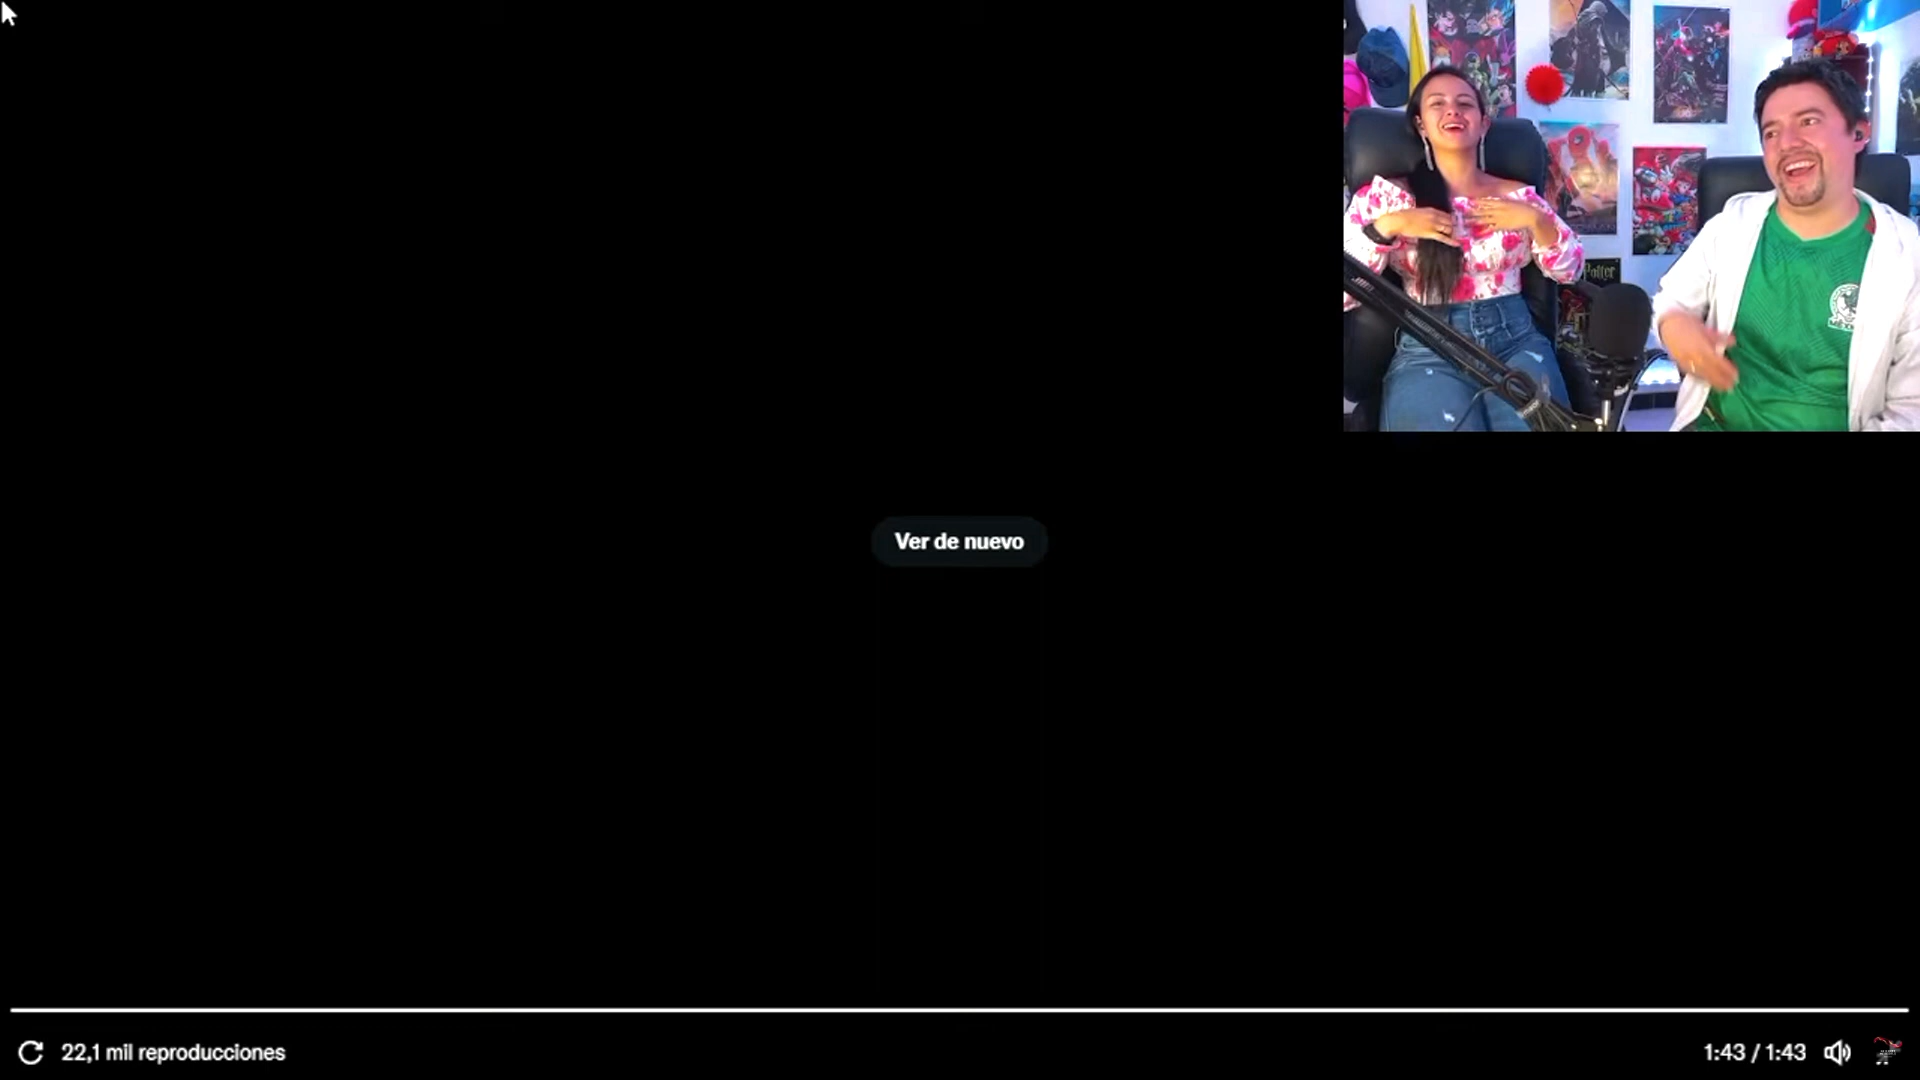 Potter
Ver de nuevo
22,1 mil reproducciones
1:43 / 1:43